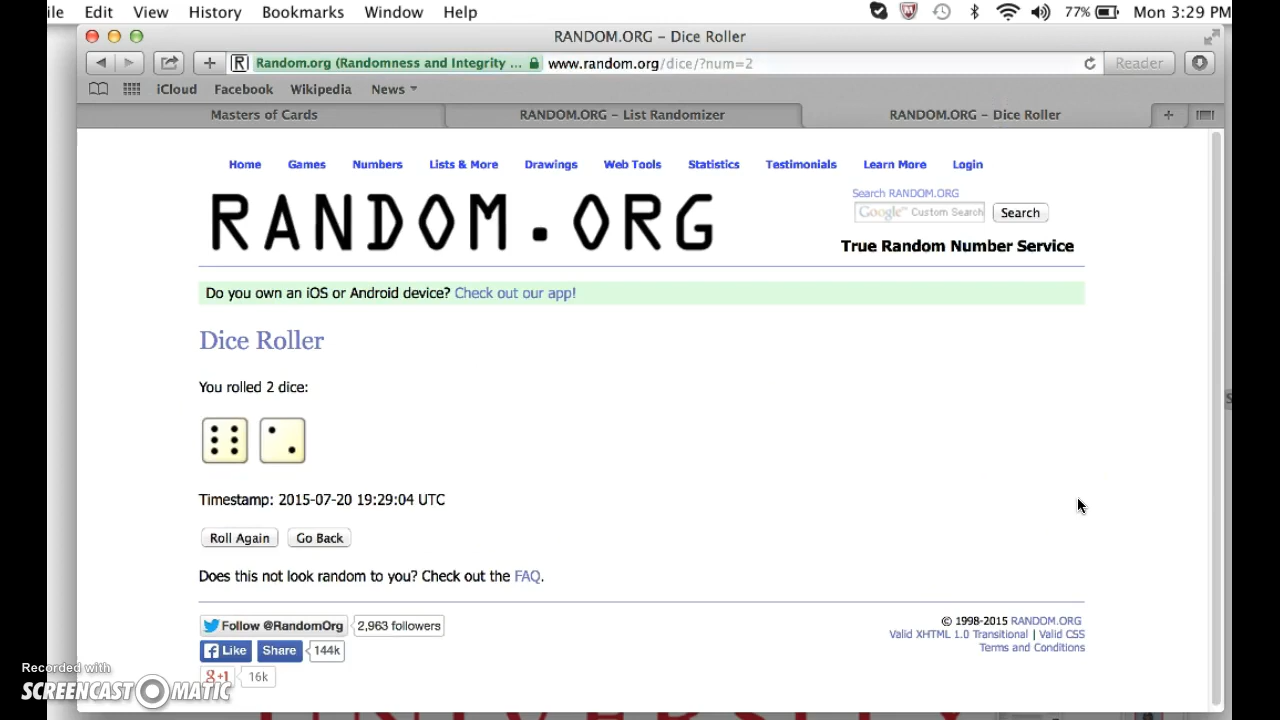 ile Edit View History Bookmarks Window Help 77% Mon 3:29 PM
RANDOM.ORG – Dice Roller
Random.org (Randomness and Integrity ... www.random.org/dice/?num=2 Reader
iCloud Facebook Wikipedia News
Masters of Cards RANDOM.ORG – List Randomizer RANDOM.ORG – Dice Roller
Home Games Numbers Lists & More Drawings Web Tools Statistics Testimonials Learn More Login
RANDOM.ORG
Search RANDOM.ORG
Google™ Custom Search Search
True Random Number Service
Do you own an iOS or Android device? Check out our app!
Dice Roller
You rolled 2 dice:
Timestamp: 2015-07-20 19:29:04 UTC
Roll Again Go Back
Does this not look random to you? Check out the FAQ.
Follow @RandomOrg 2,963 followers
Like Share 144k
g+1 16k
© 1998-2015 RANDOM.ORG
Valid XHTML 1.0 Transitional | Valid CSS
Terms and Conditions
Recorded with
SCREENCAST-O-MATIC